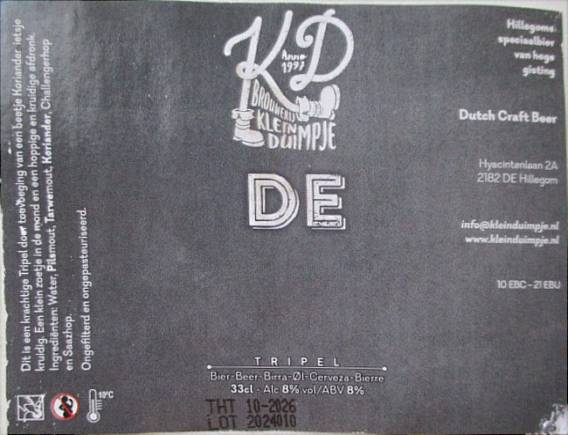 Dit is een krachtige Tripel door toevoeging van een beetje Koriander ietsje
kruidig. Een klein zoetje in de mond en een hoppige en kruidige afdronk.
Ingrediënten: Water, Pilsmout, Tarwemout, Koriander, Challengerhop
en Saazhop.
Ongefilterd en ongepasteuriseerd.
10°C
KD
Anno
1997
BROUWERIJ
KLEIN
DUIMPJE
DE
TRIPEL
Bier-Beer-Birra-Øl-Cerveza-Bierre
33cl - Alc 8% vol/ABV 8%
THT 10-2026
LOT 2024010
Hillegoms
speciaalbier
van hoge
gisting
Dutch Craft Beer
Hyacintenlaan 2A
2182 DE Hillegom
info@kleinduimpje.nl
www.kleinduimpje.nl
10 EBC - 21 EBU